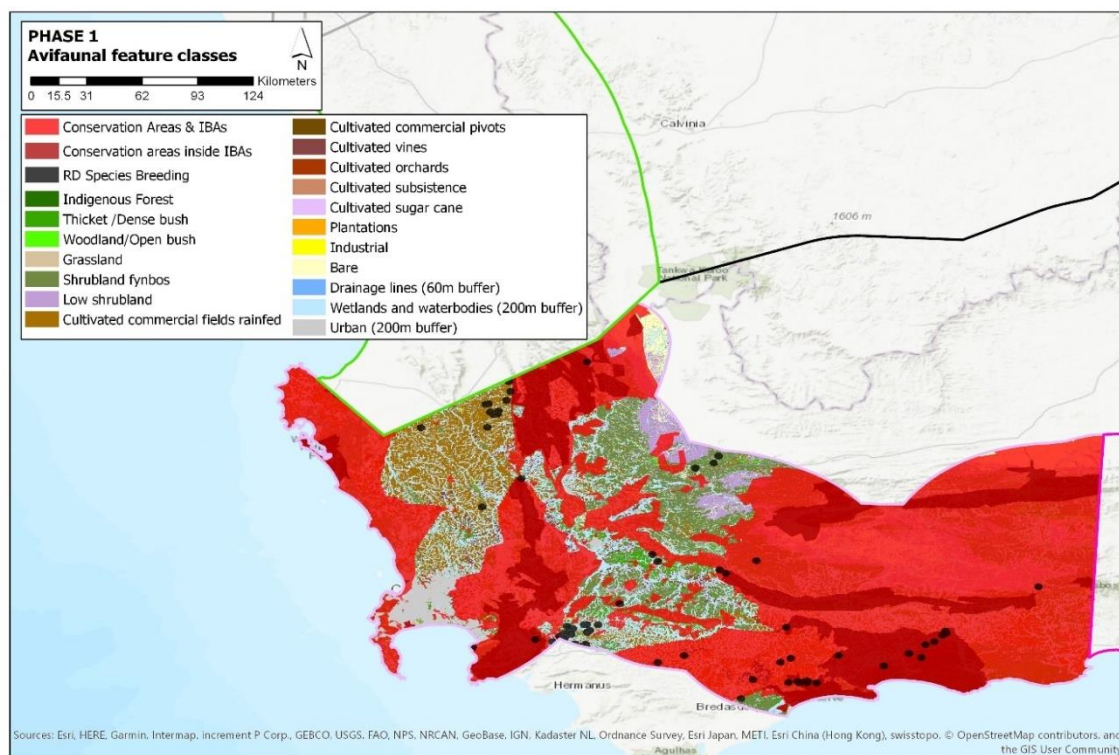 PHASE 1
Avifaunal feature classes
N
Kilometers
0 15.5 31 62 93 124
Conservation Areas & IBAs
Conservation areas inside IBAs
RD Species Breeding
Indigenous Forest
Thicket /Dense bush
Woodland/Open bush
Grassland
Shrubland fynbos
Low shrubland
Cultivated commercial fields rainfed
Cultivated commercial pivots
Cultivated vines
Cultivated orchards
Cultivated subsistence
Cultivated sugar cane
Plantations
Industrial
Bare
Drainage lines (60m buffer)
Wetlands and waterbodies (200m buffer)
Urban (200m buffer)
Calvinia
1606 m
National Park
Hermanus
Agulhas
Sources: Esri, HERE, Garmin, Intermap, increment P Corp., GEBCO, USGS, FAO, NPS, NRCAN, GeoBase, IGN, Kadaster NL, Ordnance Survey, Esri Japan, METI, Esri China (Hong Kong), swisstopo, © OpenStreetMap contributors, and
the GIS User Commun